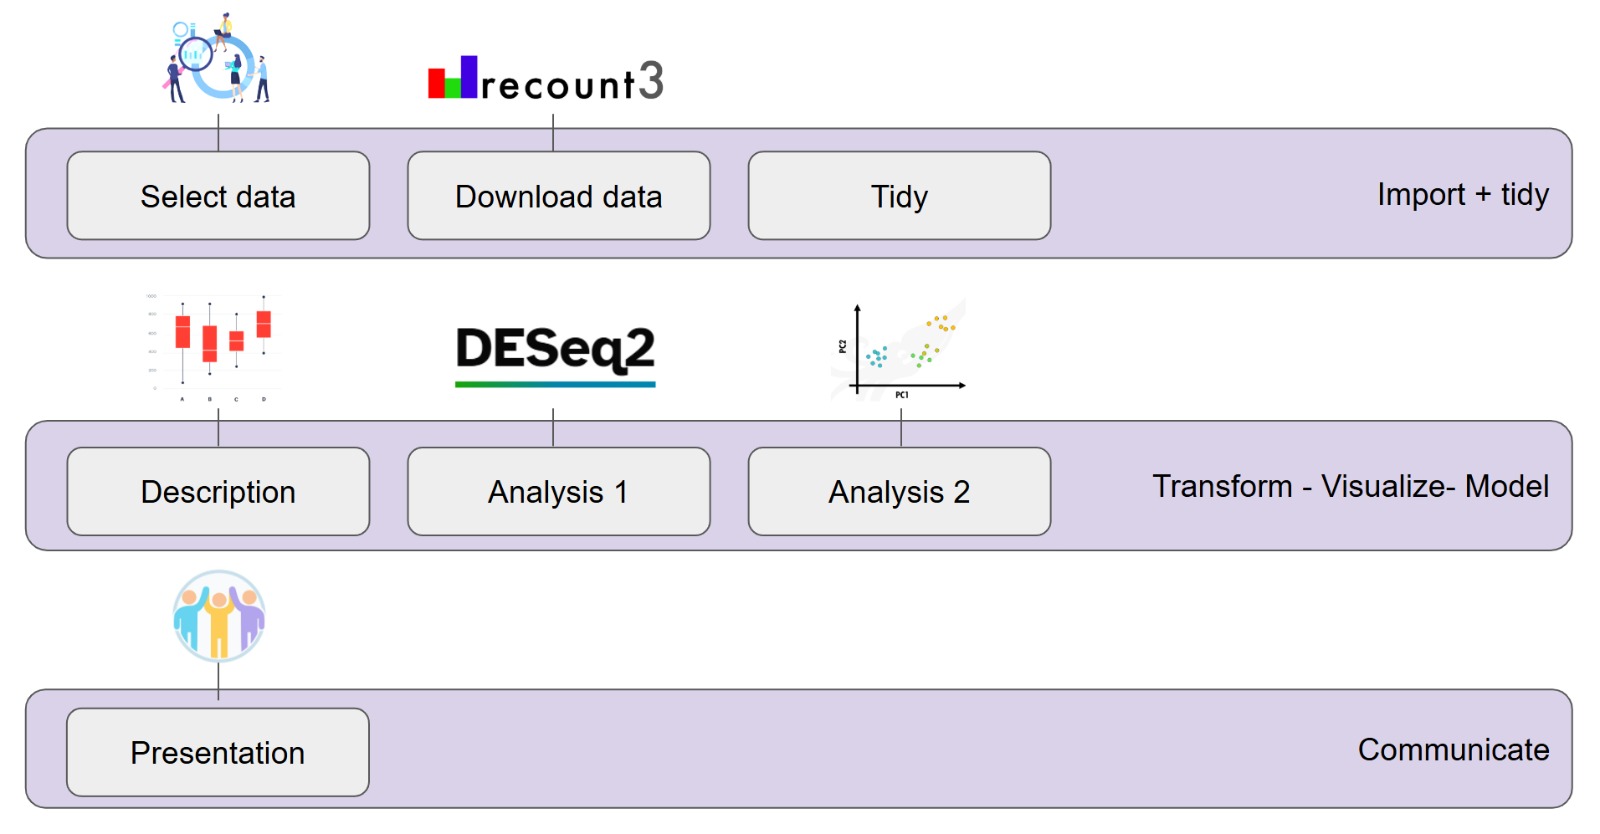 recount3
Select data
Download data
Tidy
Import + tidy
A B C D
DESeq2
PC2
PC1
Description
Analysis 1
Analysis 2
Transform - Visualize- Model
Presentation
Communicate